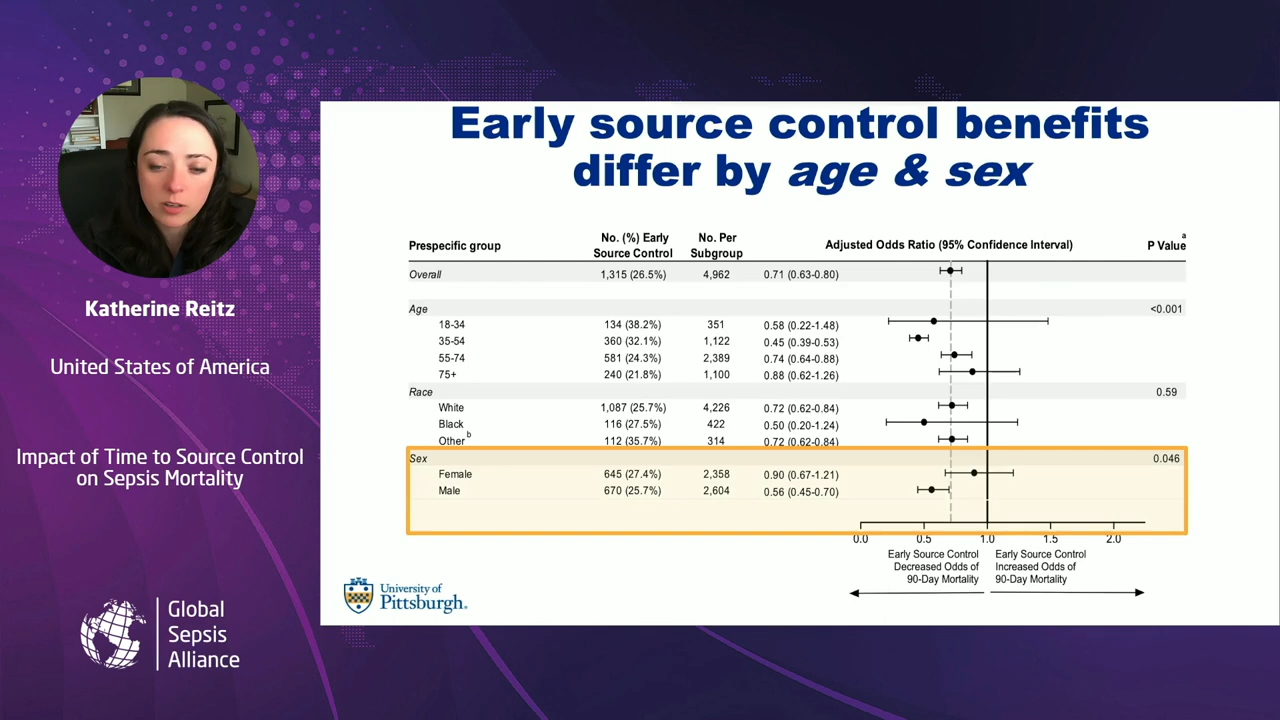 Early source control benefits
differ by age & sex
Katherine Reitz
United States of America
Impact of Time to Source Control
on Sepsis Mortality
Global
Sepsis
Alliance
Prespecific group
No. (%) Early
Source Control
No. Per
Subgroup
Adjusted Odds Ratio (95% Confidence Interval)
P Value a
Overall 1,315 (26.5%) 4,962 0.71 (0.63-0.80)
Age <0.001
18-34 134 (38.2%) 351 0.58 (0.22-1.48)
35-54 360 (32.1%) 1,122 0.45 (0.39-0.53)
55-74 581 (24.3%) 2,389 0.74 (0.64-0.88)
75+ 240 (21.8%) 1,100 0.88 (0.62-1.26)
Race 0.59
White 1,087 (25.7%) 4,226 0.72 (0.62-0.84)
Black 116 (27.5%) 422 0.50 (0.20-1.24)
Other b 112 (35.7%) 314 0.72 (0.62-0.84)
Sex 0.046
Female 645 (27.4%) 2,358 0.90 (0.67-1.21)
Male 670 (25.7%) 2,604 0.56 (0.45-0.70)
0.0 0.5 1.0 1.5 2.0
Early Source Control
Decreased Odds of
90-Day Mortality
Early Source Control
Increased Odds of
90-Day Mortality
University of
Pittsburgh.